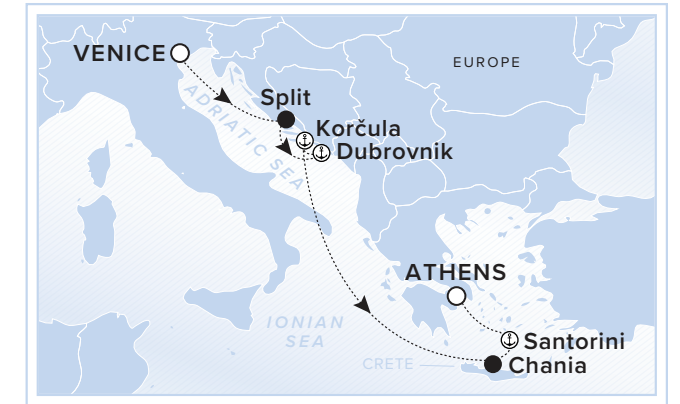 VENICE
EUROPE
Split
ADRIATIC SEA
Korčula
Dubrovnik
ATHENS
IONIAN
SEA
Santorini
CRETE
Chania